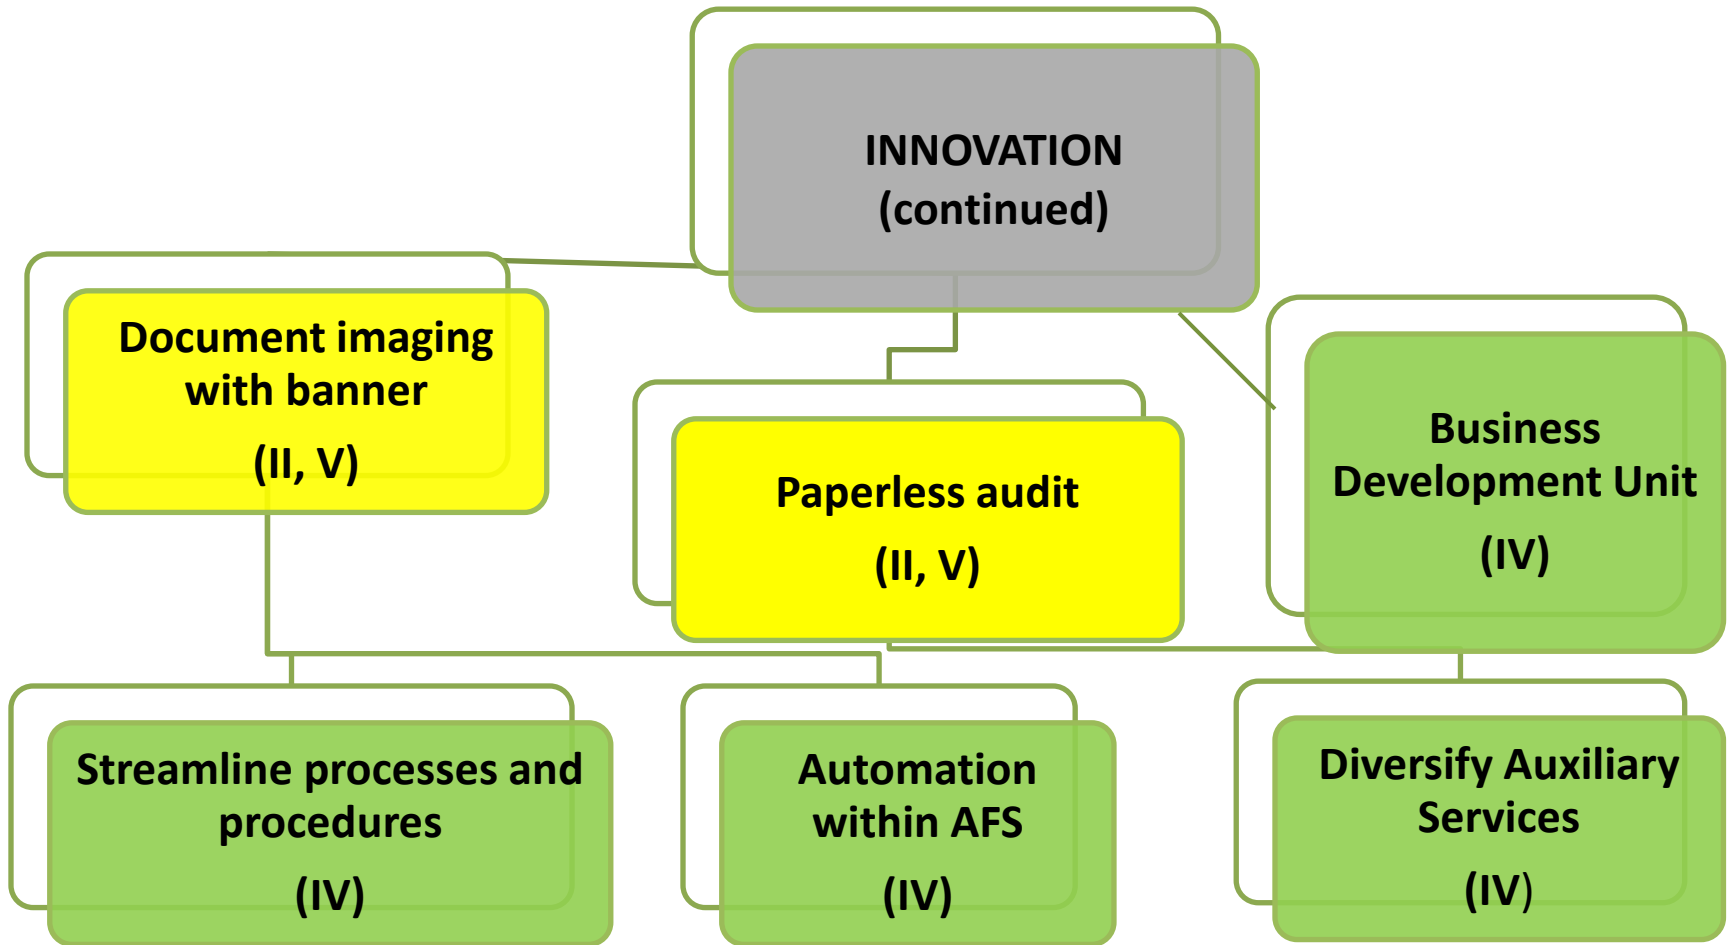 INNOVATION
(continued)
Document imaging
with banner
(II, V)
Paperless audit
(II, V)
Business
Development Unit
(IV)
Streamline processes and
procedures
(IV)
Automation
within AFS
(IV)
Diversify Auxiliary
Services
(IV)